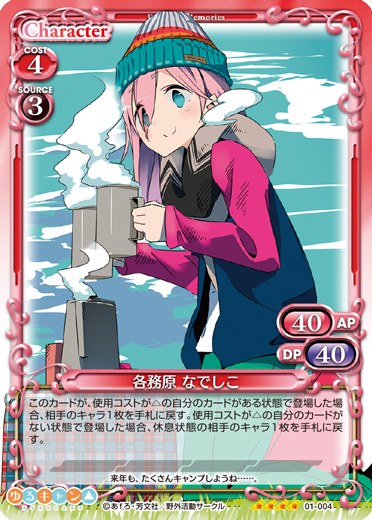 Character
COST
4
SOURCE
3
40 AP
DP 40
各務原 なでしこ
このカードが、使用コストが△の自分のカードがある状態で登場した場
合、相手のキャラ1枚を手札に戻す。使用コストが△の自分のカードが
ない状態で登場した場合、休息状態の相手のキャラ1枚を手札に戻
す。
来年も、たくさんキャンプしようね……。
ゆるキャン△
©あfろ・芳文社/野外活動サークル
★★★★ 01-004